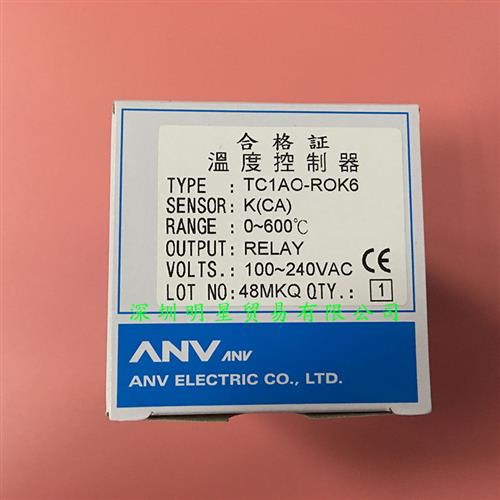 合格証
溫度控制器
TYPE : TC1AO-ROK6
SENSOR: K(CA)
RANGE : 0~600℃
OUTPUT: RELAY
VOLTS.: 100~240VAC CE
LOT NO: 48MKQ QTY.: 1
深圳明星贸易有限公司
ANV ANV
ANV ELECTRIC CO., LTD.